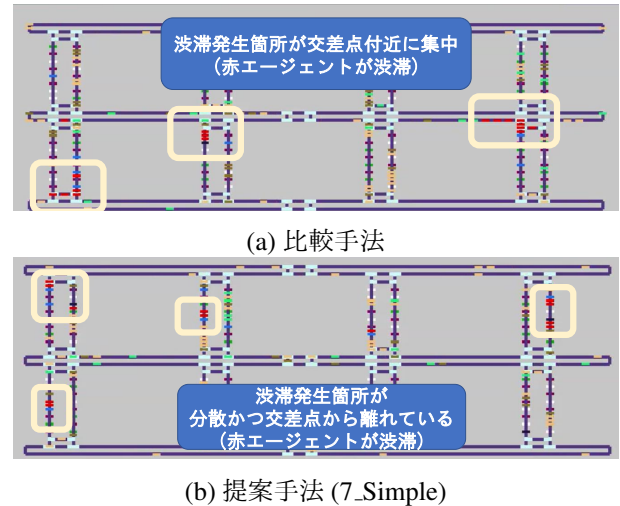 渋滞発生箇所が交差点付近に集中
(赤エージェントが渋滞)
(a) 比較手法
渋滞発生箇所が
分散かつ交差点から離れている
(赤エージェントが渋滞)
(b) 提案手法 (7_Simple)